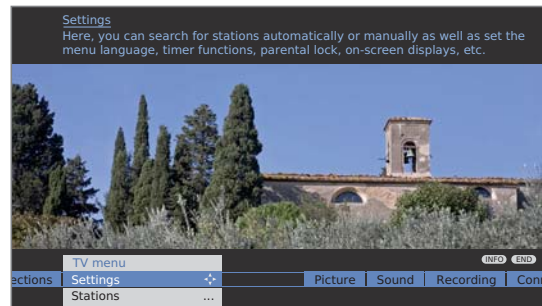 Settings
Here, you can search for stations automatically or manually as well as set the
menu language, timer functions, parental lock, on-screen displays, etc.
TV menu
INFO END
ections Settings Picture Sound Recording Conn
Stations ...